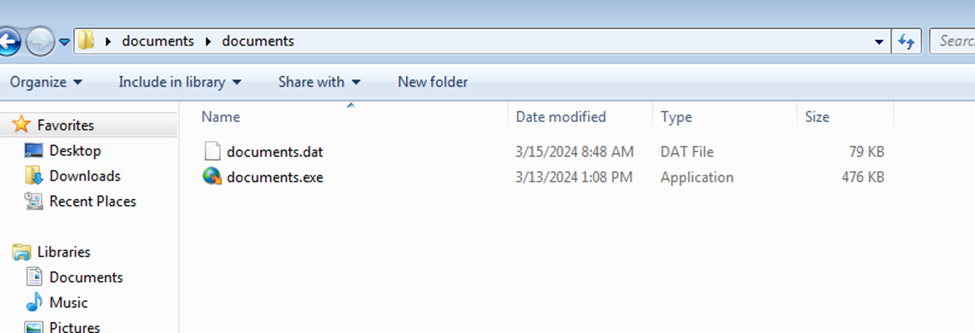 documents documents
Searc
Organize Include in library Share with New folder
Favorites
Desktop
Downloads
Recent Places
Libraries
Documents
Music
Pictures
Name Date modified Type Size
documents.dat 3/15/2024 8:48 AM DAT File 79 KB
documents.exe 3/13/2024 1:08 PM Application 476 KB